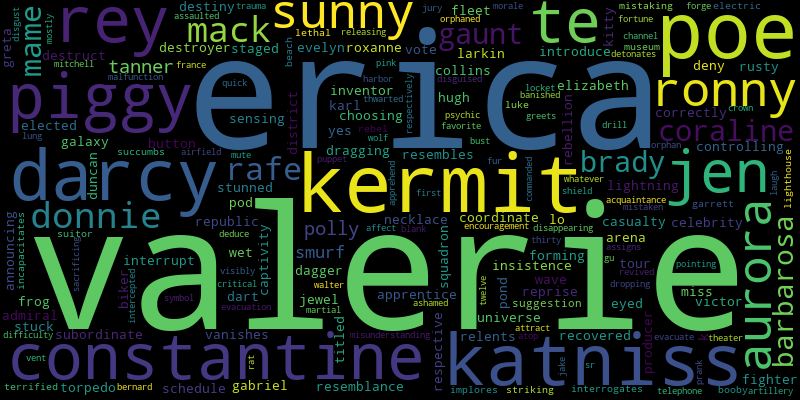 destiny trauma sunny fleet jury orphaned morale mistaking forge electric
greta disgust mostly mame rey assaulted mack lethal gaunt te releasing kitty fortune channel poe
destroyer staged evelyn roxanne vote larkin introduce museum detonates
mitchell destruct tanner malfunction france beach pink collins deny rusty
piggy erica inventor harbor disguised locket elizabeth ronny
quick karl thwarted respectively hugh psychic banished luke crown
elected button district choosing favorite greets drill correctly coraline
lung sensing yes rebel wolf bust rebellion orphan controlling
galaxy succumbs airfield mute dragging resembles brady jen laugh lighthouse
duncan darcy rafe puppet kermit fur whatever lightning
stunned apprehend first commanded shield acquaintance garrett
donnie pod necklace coordinate lo casualty mistaken celebrity
suitor republic deduce polly affect blank encouragement disappearing arena aurora barbarosa
announcing incapacitates sacrificing valerie wet captivity squadron forming thirty assigns
interrupt visibly smurf insistence gu tour pointing
biker intercepted critical dagger walter pond wave revived miss
frog symbol dart jewel apprentice twelve suggestion reprise eyed dropping victor
admiral evacuation martial ashamed universe
stuck subordinate vanishes titled misunderstanding relents attract recovered producer evacuate theater
difficulty constantine respective atop katniss
vent rat jake sr prank
terrified torpedo bernard schedule gabriel resemblance implores striking interrogates telephone booby artillery fighter